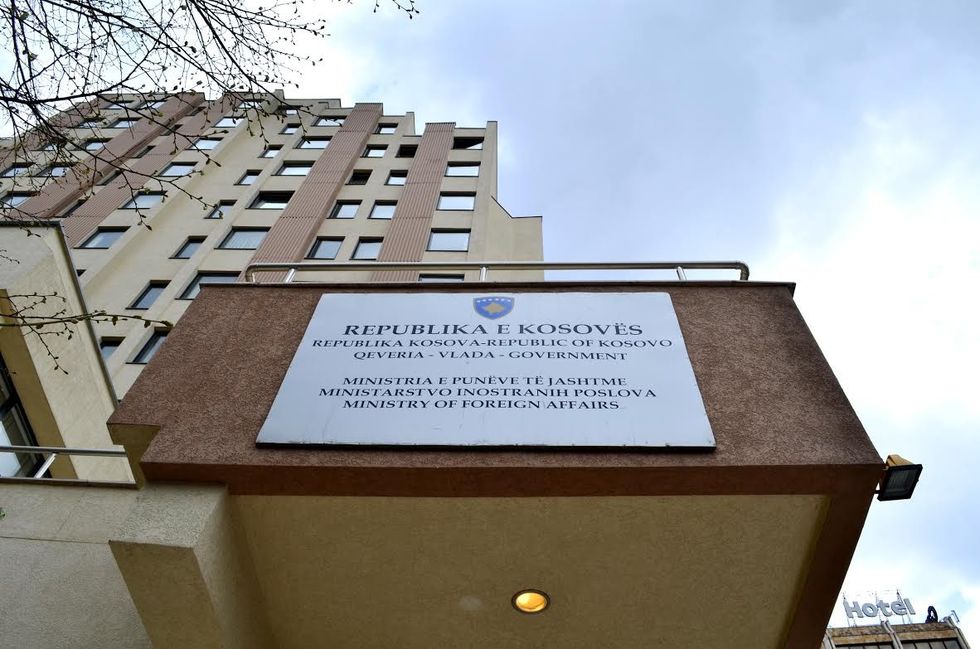 REPUBLIKA E KOSOVËS
REPUBLIKA KOSOVA-REPUBLIC OF KOSOVO
QEVERIA - VLADA - GOVERNMENT
MINISTRIA E PUNËVE TË JASHTME
MINISTARSTVO INOSTRANIH POSLOVA
MINISTRY OF FOREIGN AFFAIRS
Hotel